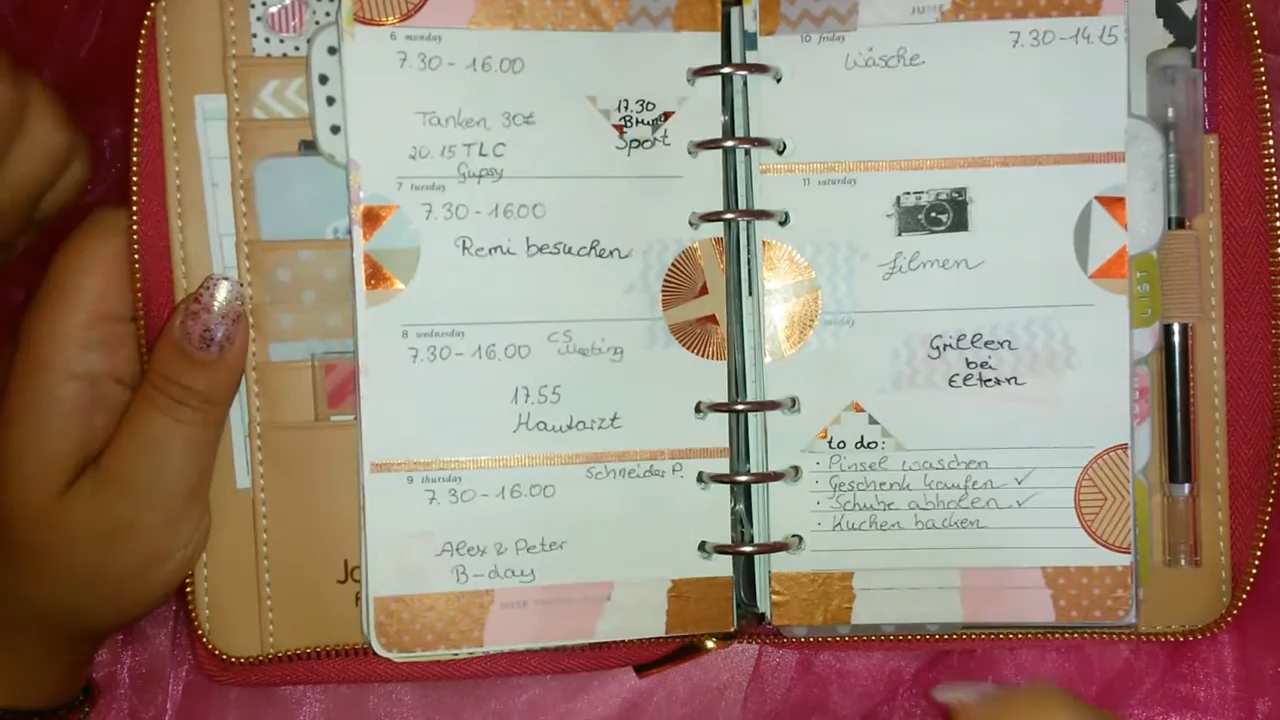 6 monday
7.30 - 16.00
Tanken 30€
17.30
Sport
20.15 TLC
Gypsy
7 tuesday
7.30 - 16.00
Remi besuchen
8 wednesday
7.30 - 16.00
CS
Meeting
17.55
Hautarzt
9 thursday
Schneider P.
7.30 - 16.00
Alex & Peter
B-day
10 friday
7.30-14.15
Wäsche
11 saturday
filmen
Grillen
bei
Eltern
to do:
· Pinsel waschen
· Geschenk kaufen ✓
· Schuhe abholen ✓
· Kuchen backen
LIST